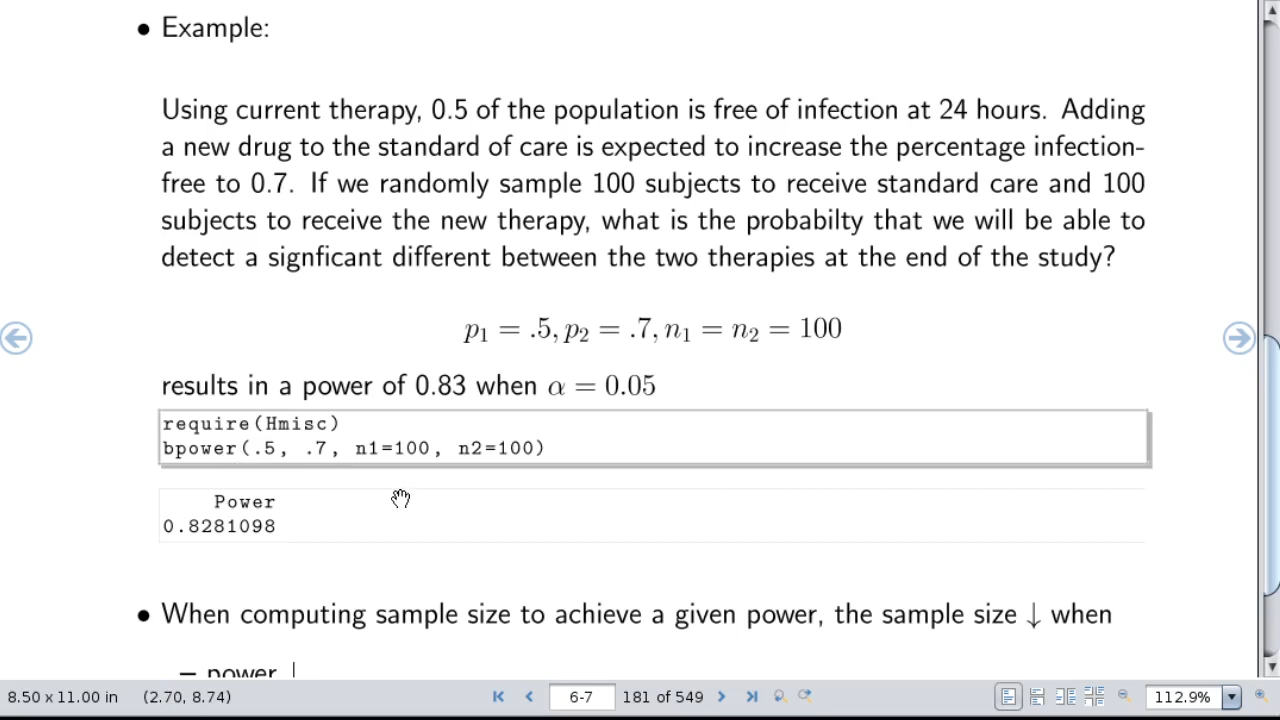 • Example:
Using current therapy, 0.5 of the population is free of infection at 24 hours. Adding
a new drug to the standard of care is expected to increase the percentage infection-
free to 0.7. If we randomly sample 100 subjects to receive standard care and 100
subjects to receive the new therapy, what is the probabilty that we will be able to
detect a signficant different between the two therapies at the end of the study?
p₁ = .5, p₂ = .7, n₁ = n₂ = 100
results in a power of 0.83 when α = 0.05
require(Hmisc)
bpower(.5, .7, n1=100, n2=100)
Power
0.8281098
• When computing sample size to achieve a given power, the sample size ↓ when
– power
8.50 x 11.00 in (2.70, 8.74) 6-7 181 of 549 112.9%